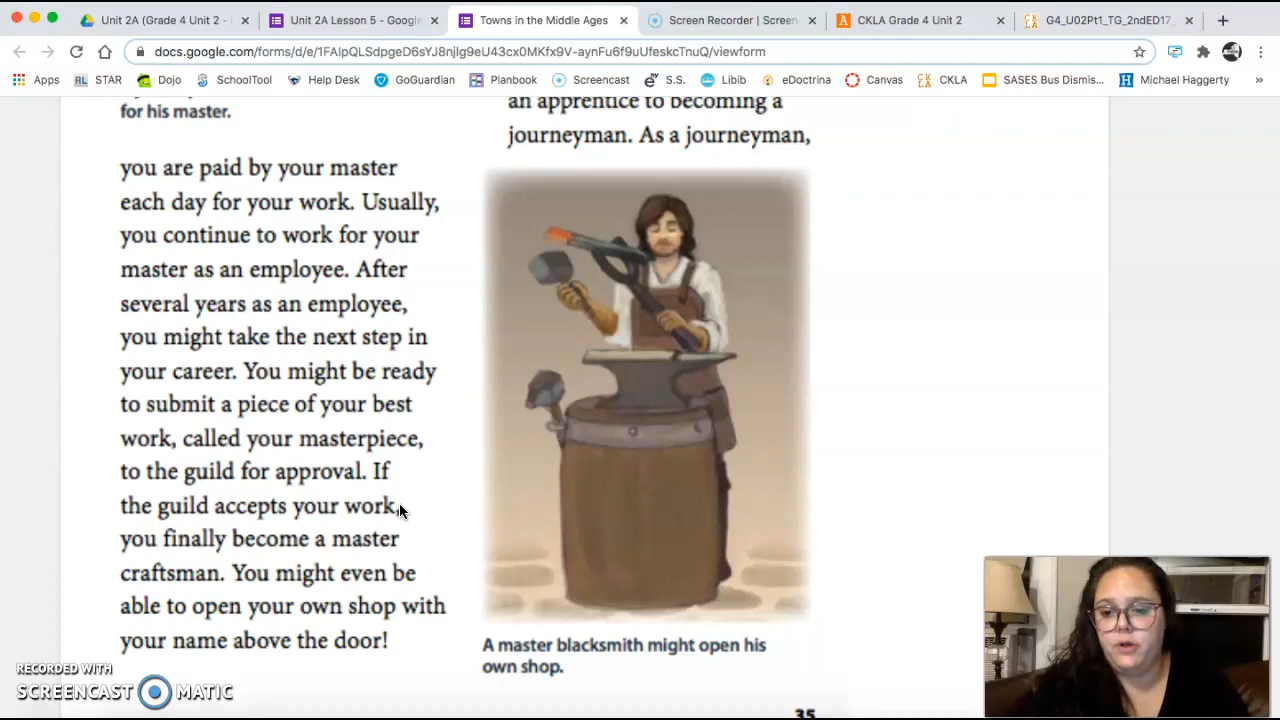 Unit 2A (Grade 4 Unit 2 -
Unit 2A Lesson 5 - Google
Towns in the Middle Ages
Screen Recorder | Screen
CKLA Grade 4 Unit 2
G4_U02Pt1_TG_2ndED17_
docs.google.com/forms/d/e/1FAIpQLSdpgeD6sYJ8njIg9eU43cx0MKfx9V-aynFu6f9uUfeskcTnuQ/viewform
Apps
STAR
Dojo
SchoolTool
Help Desk
GoGuardian
Planbook
Screencast
S.S.
Libib
eDoctrina
Canvas
CKLA
SASES Bus Dismis...
Michael Haggerty
for his master.
you are paid by your master
each day for your work. Usually,
you continue to work for your
master as an employee. After
several years as an employee,
you might take the next step in
your career. You might be ready
to submit a piece of your best
work, called your masterpiece,
to the guild for approval. If
the guild accepts your work,
you finally become a master
craftsman. You might even be
able to open your own shop with
your name above the door!
an apprentice to becoming a
journeyman. As a journeyman,
A master blacksmith might open his
own shop.
35
RECORDED WITH
SCREENCAST MATIC